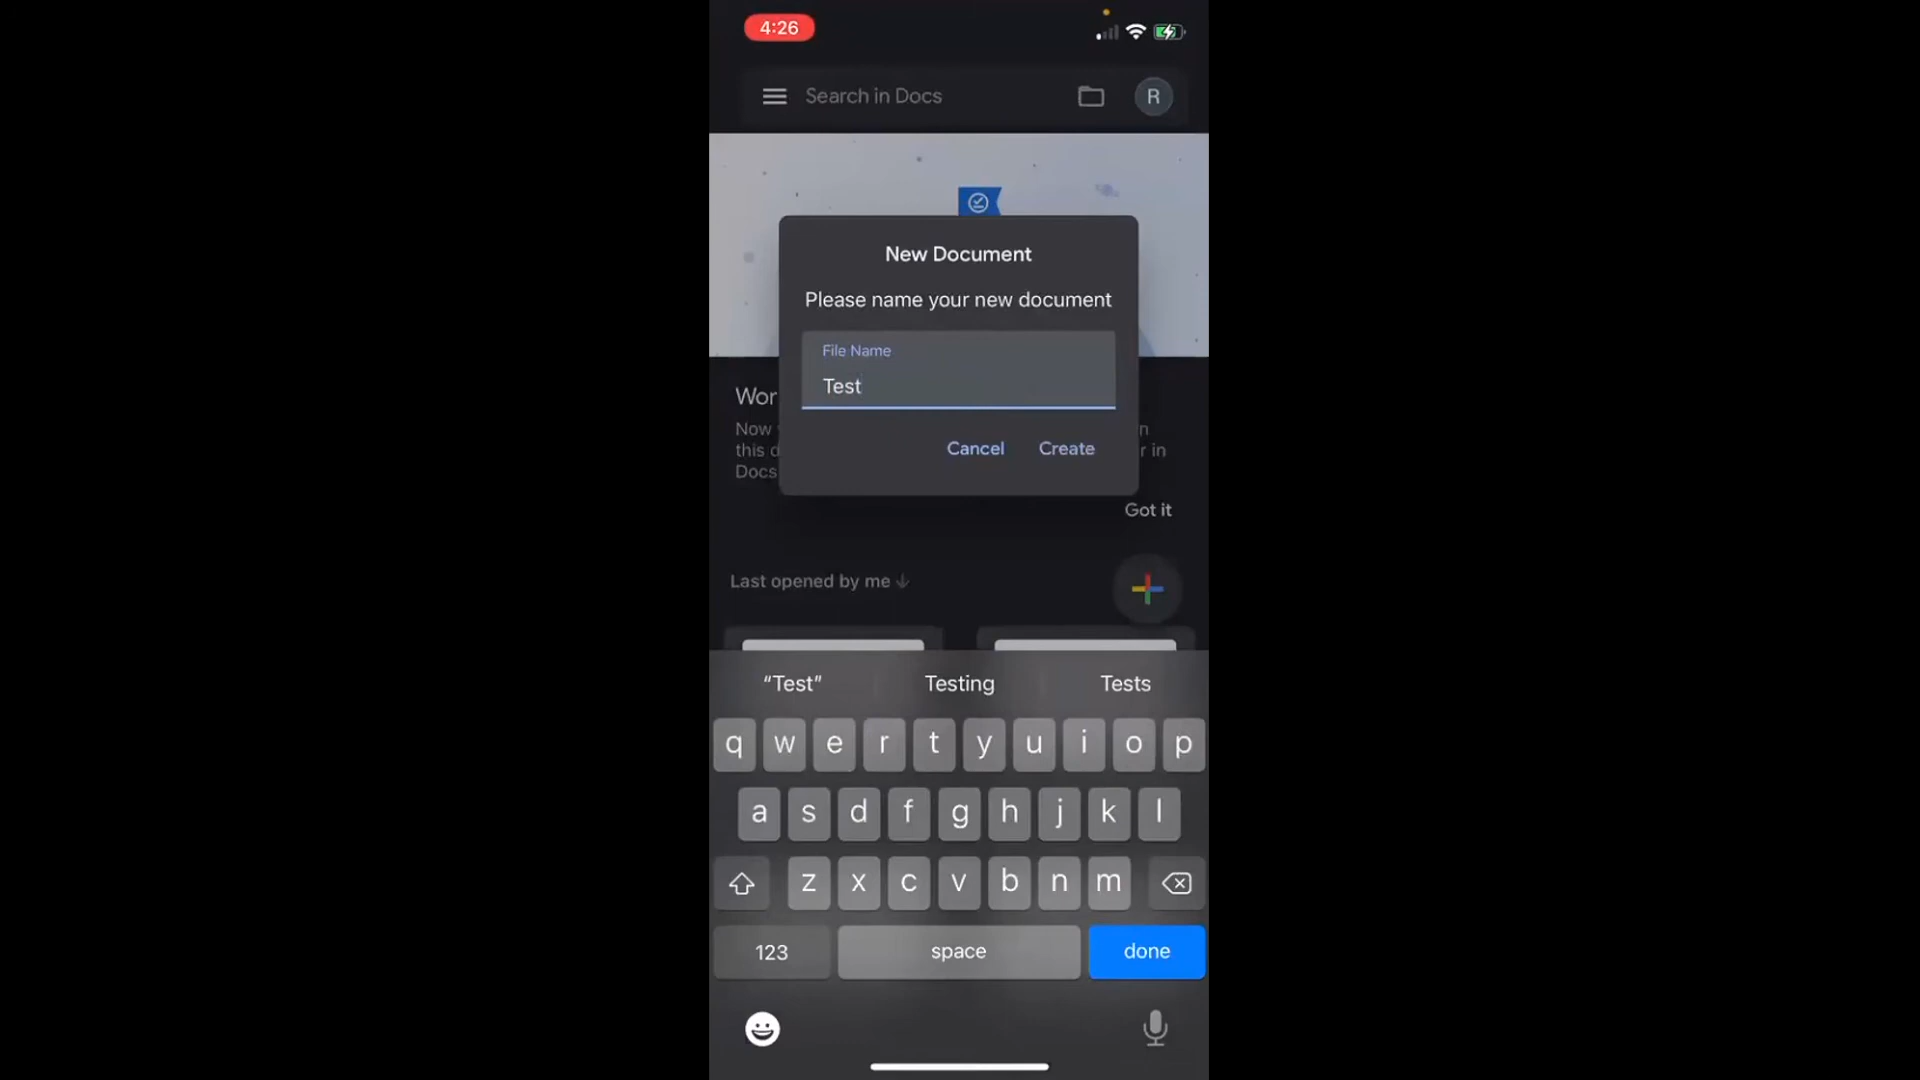 4:26
Search in Docs
R
New Document
Please name your new document
File Name
Test
Cancel
Create
Wor
Now
n
this d
r in
Docs
Got it
Last opened by me
“Test”
Testing
Tests
q w e r t y u i o p
a s d f g h j k l
z x c v b n m
123
space
done